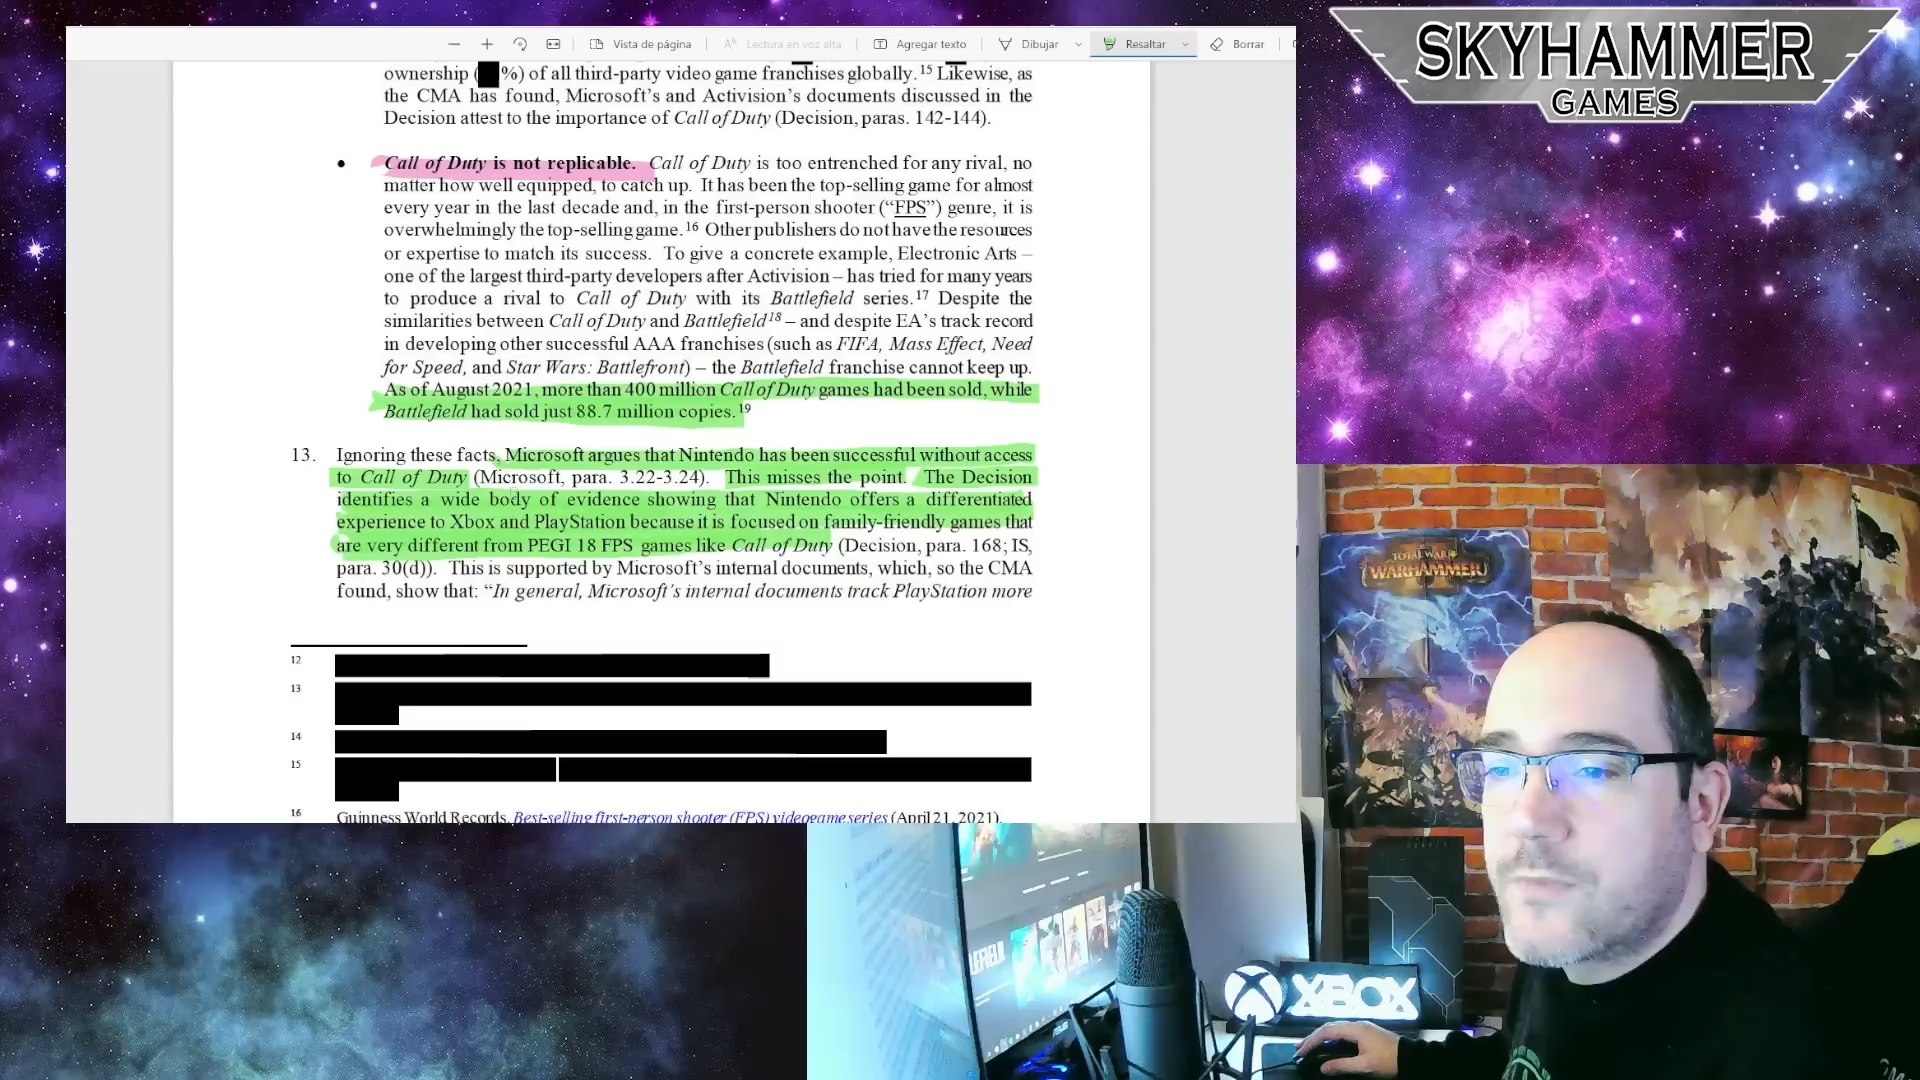 Vista de página
Lectura en voz alta
Agregar texto
Dibujar
Resaltar
Borrar
SKYHAMMER
GAMES
ownership ( %) of all third-party video game franchises globally.15 Likewise, as
the CMA has found, Microsoft's and Activision's documents discussed in the
Decision attest to the importance of Call of Duty (Decision, paras. 142-144).
• Call of Duty is not replicable. Call of Duty is too entrenched for any rival, no
matter how well equipped, to catch up. It has been the top-selling game for almost
every year in the last decade and, in the first-person shooter (“FPS”) genre, it is
overwhelmingly the top-selling game.16 Other publishers do not have the resources
or expertise to match its success. To give a concrete example, Electronic Arts –
one of the largest third-party developers after Activision – has tried for many years
to produce a rival to Call of Duty with its Battlefield series.17 Despite the
similarities between Call of Duty and Battlefield18 – and despite EA's track record
in developing other successful AAA franchises (such as FIFA, Mass Effect, Need
for Speed, and Star Wars: Battlefront) – the Battlefield franchise cannot keep up.
As of August 2021, more than 400 million Call of Duty games had been sold, while
Battlefield had sold just 88.7 million copies.19
13. Ignoring these facts, Microsoft argues that Nintendo has been successful without access
to Call of Duty (Microsoft, para. 3.22-3.24). This misses the point. The Decision
identifies a wide body of evidence showing that Nintendo offers a differentiated
experience to Xbox and PlayStation because it is focused on family-friendly games that
are very different from PEGI 18 FPS games like Call of Duty (Decision, para. 168; IS,
para. 30(d)). This is supported by Microsoft's internal documents, which, so the CMA
found, show that: “In general, Microsoft's internal documents track PlayStation more
12
13
14
15
16 Guinness World Records, Best-selling first-person shooter (FPS) videogame series (April 21, 2021).
TOTAL WAR
WARHAMMER
XBOX